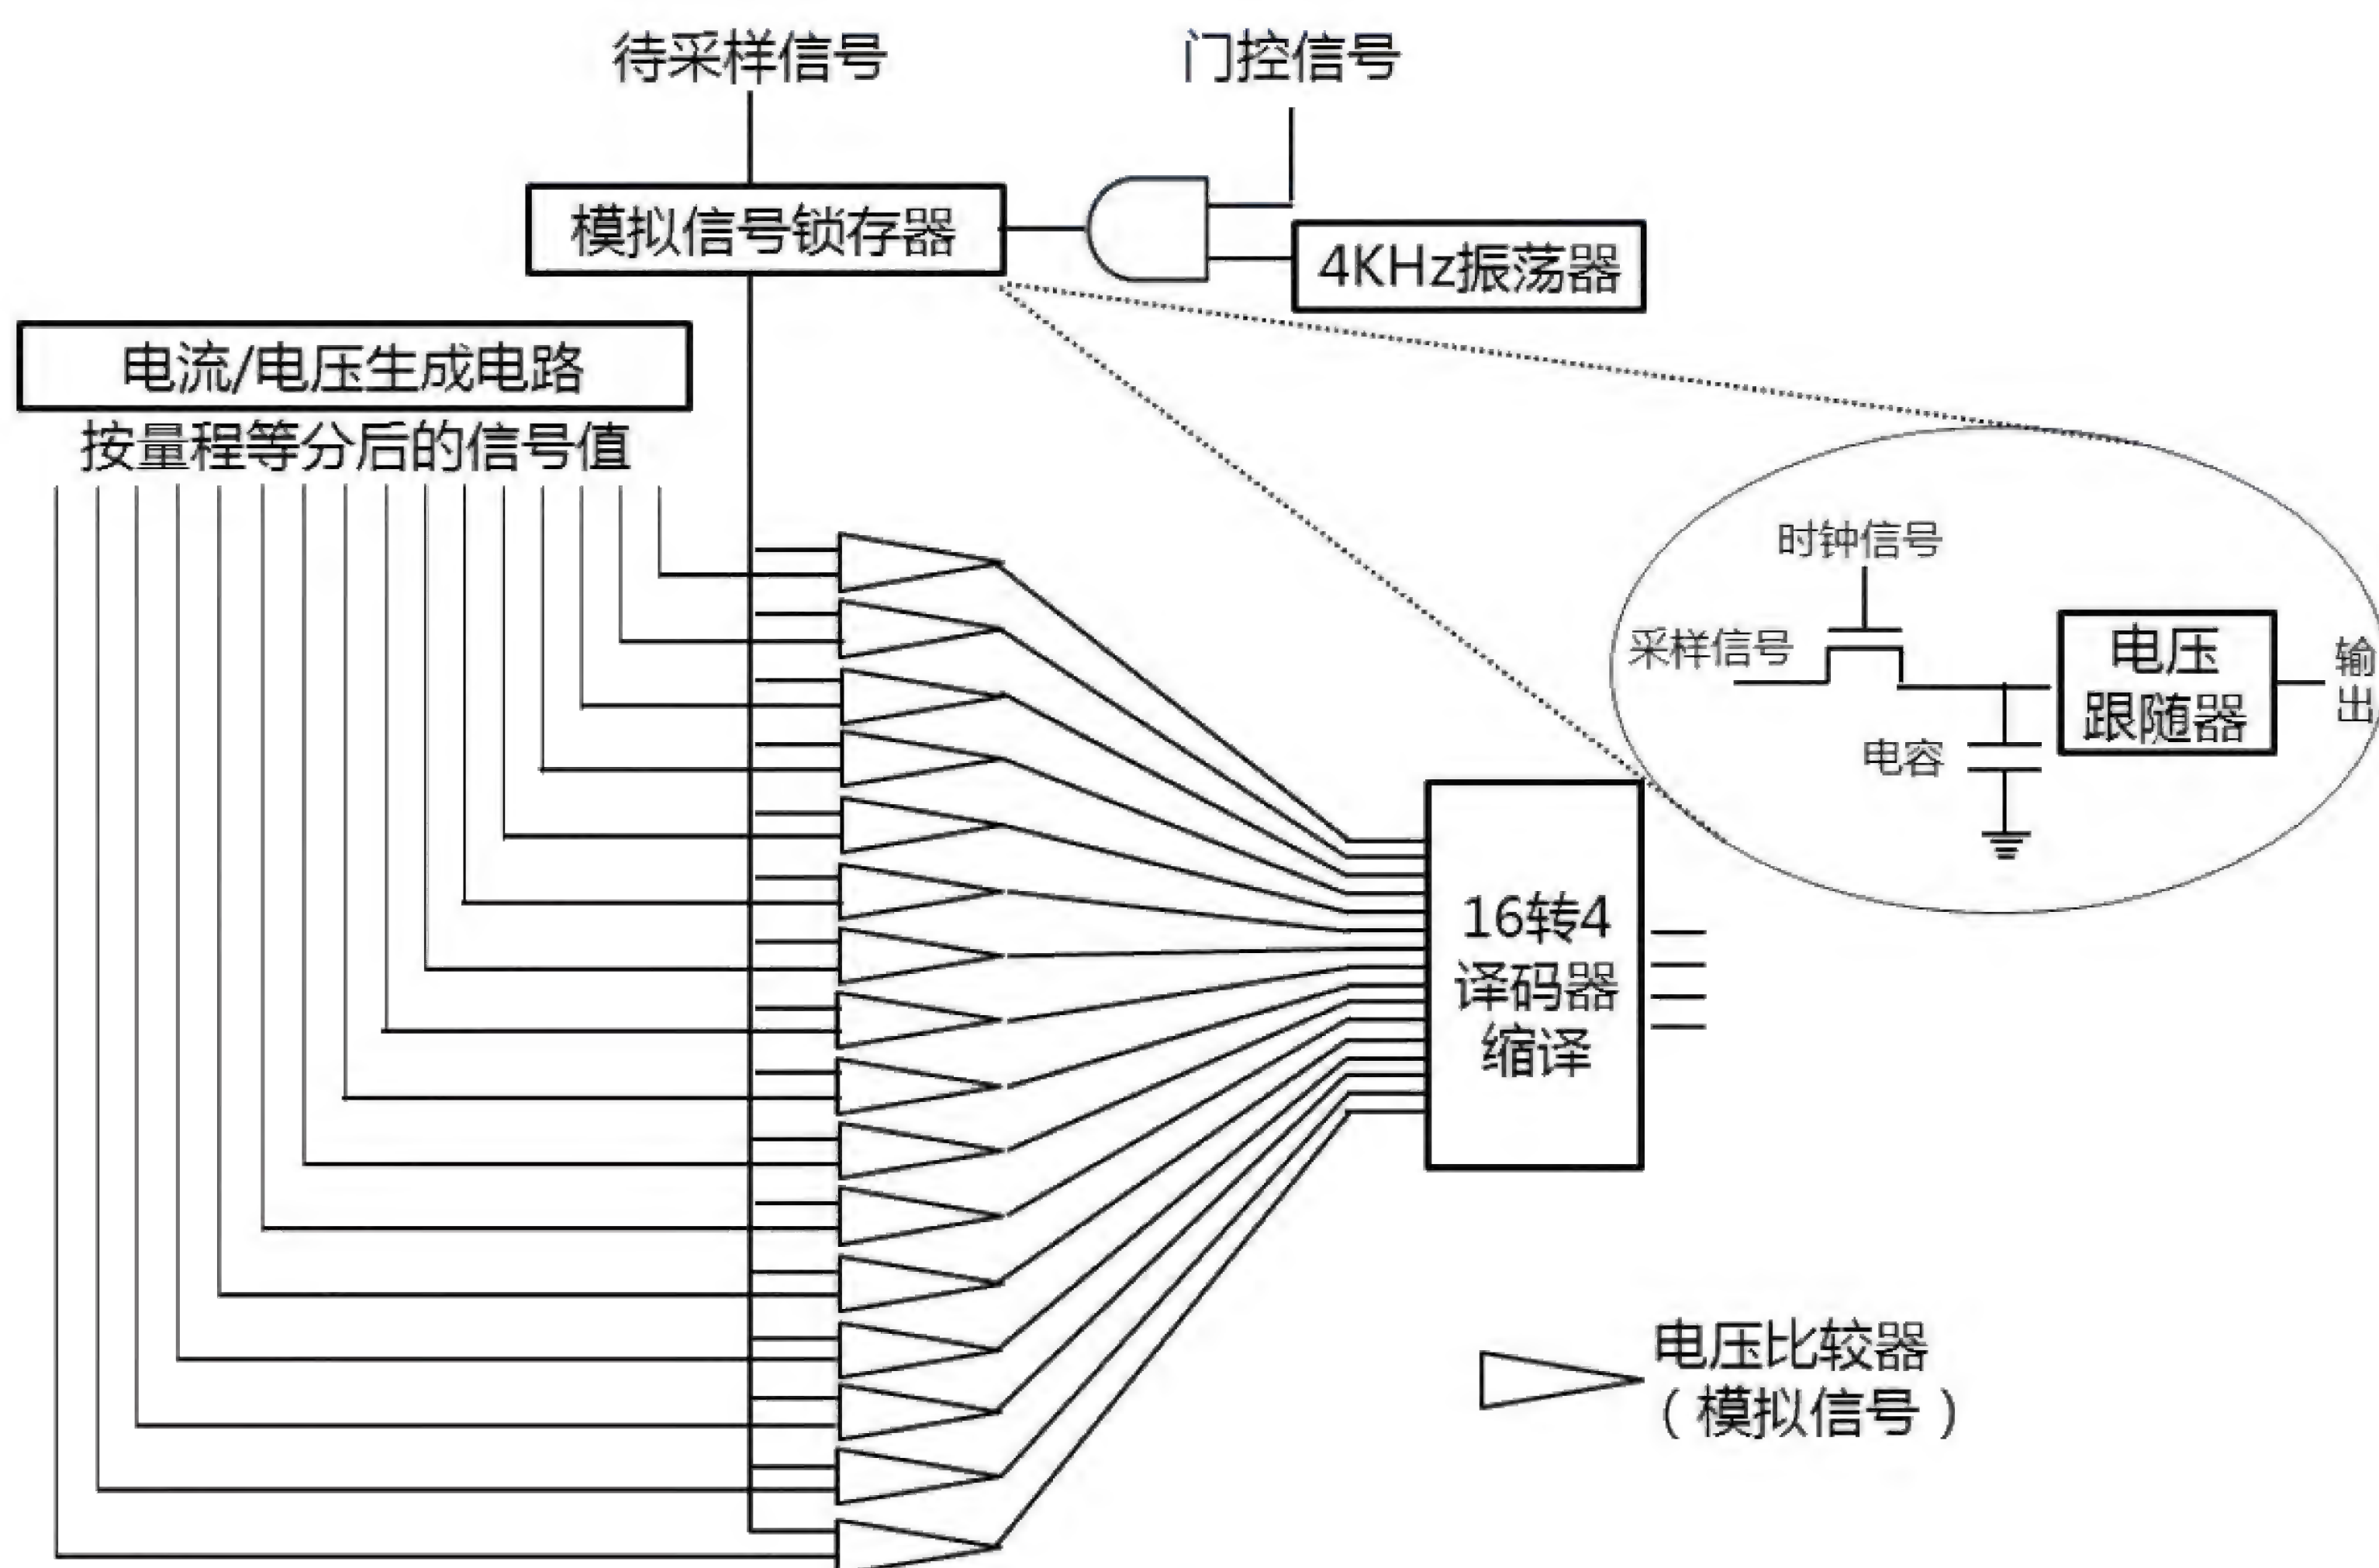 待采样信号
门控信号
模拟信号锁存器
4KHz振荡器
电流/电压生成电路
按量程等分后的信号值
时钟信号
采样信号
电压
跟随器
输
出
电容
16转4
译码器
缩译
电压比较器
（模拟信号）